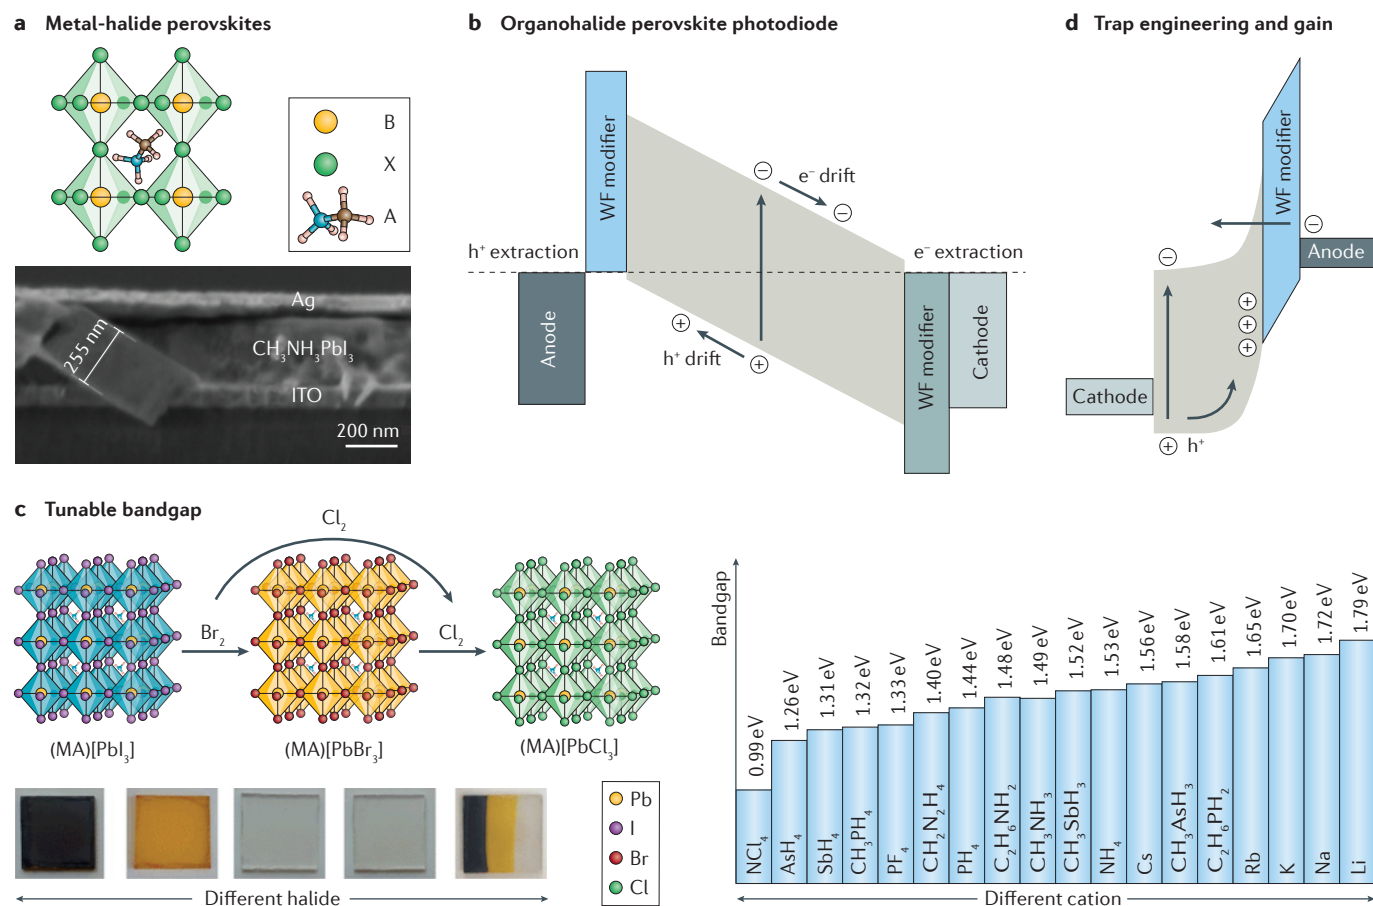 a Metal-halide perovskites
B
X
A
Ag
255 nm
CH₃NH₃PbI₃
ITO
200 nm
b Organohalide perovskite photodiode
WF modifier
e⁻ drift
h⁺ extraction
e⁻ extraction
Anode
h⁺ drift
WF modifier
Cathode
d Trap engineering and gain
WF modifier
Anode
Cathode
h⁺
c Tunable bandgap
Cl₂
Br₂
Cl₂
(MA)[PbI₃]
(MA)[PbBr₃]
(MA)[PbCl₃]
Pb
I
Br
Cl
Different halide
Bandgap
0.99 eV
1.26 eV
1.31 eV
1.32 eV
1.33 eV
1.40 eV
1.44 eV
1.48 eV
1.49 eV
1.52 eV
1.53 eV
1.56 eV
1.58 eV
1.61 eV
1.65 eV
1.70 eV
1.72 eV
1.79 eV
NCl₄
AsH₄
SbH₄
CH₃PH₄
PF₄
CH₂N₂H₄
PH₄
C₂H₆NH₂
CH₃NH₃
CH₃SbH₃
NH₄
Cs
CH₃AsH₃
C₂H₆PH₂
Rb
K
Na
Li
Different cation